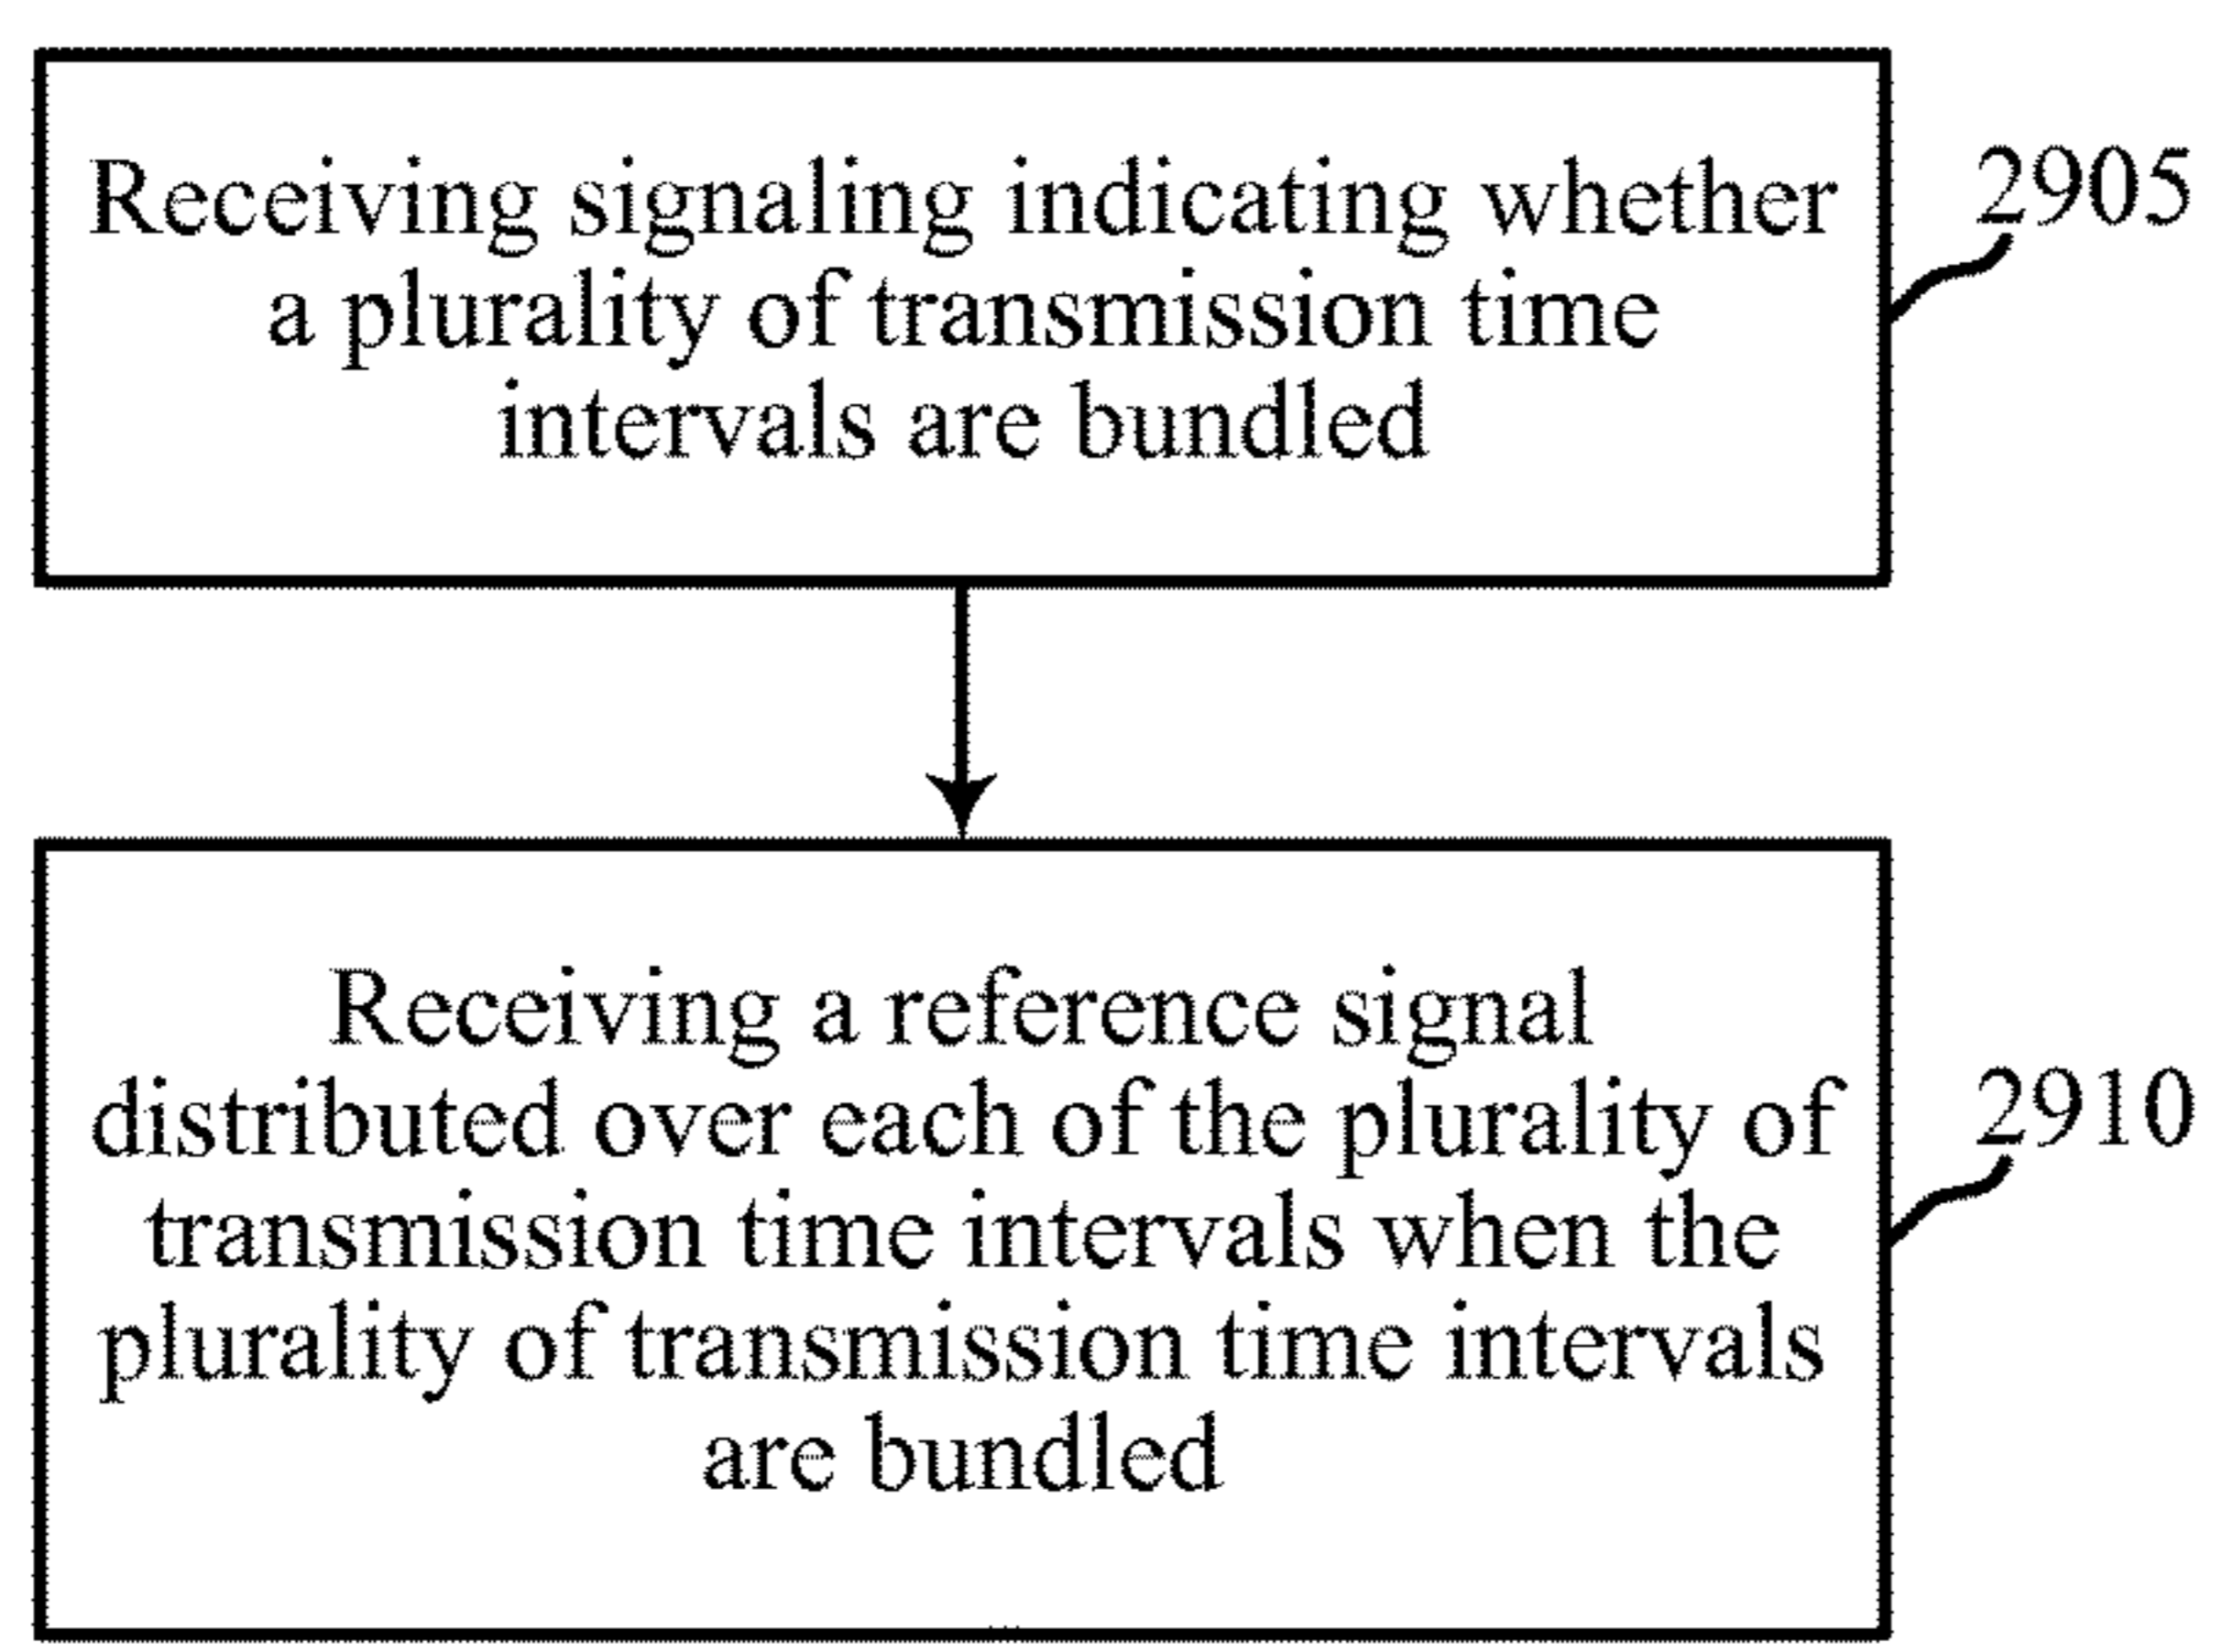 Receiving signaling indicating whether
a plurality of transmission time
intervals are bundled
2905
Receiving a reference signal
distributed over each of the plurality of
transmission time intervals when the
plurality of transmission time intervals
are bundled
2910